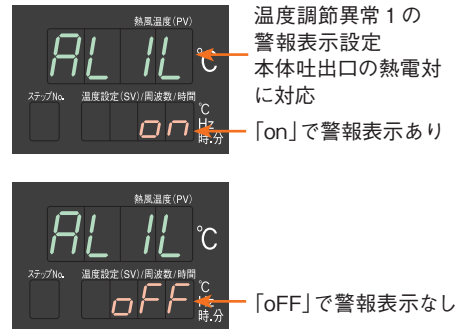 熱風温度(PV)
AL1L ℃
ステップNo. 温度設定(SV)/周波数/時間
on
℃
Hz
時.分
温度調節異常1の
警報表示設定
本体吐出口の熱電対
に対応
「on」で警報表示あり
熱風温度(PV)
AL1L ℃
ステップNo. 温度設定(SV)/周波数/時間
oFF
℃
Hz
時.分
「oFF」で警報表示なし